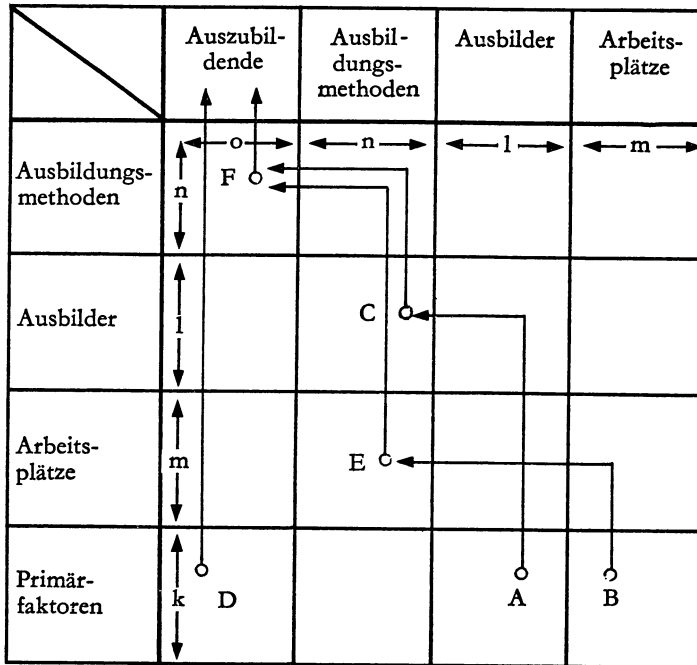 Auszubil-
dende
Ausbil-
dungs-
methoden
Ausbilder
Arbeits-
plätze
o
n
l
m
Ausbildungs-
methoden
n
F
Ausbilder
l
C
Arbeits-
plätze
m
E
Primär-
faktoren
k
D
A
B